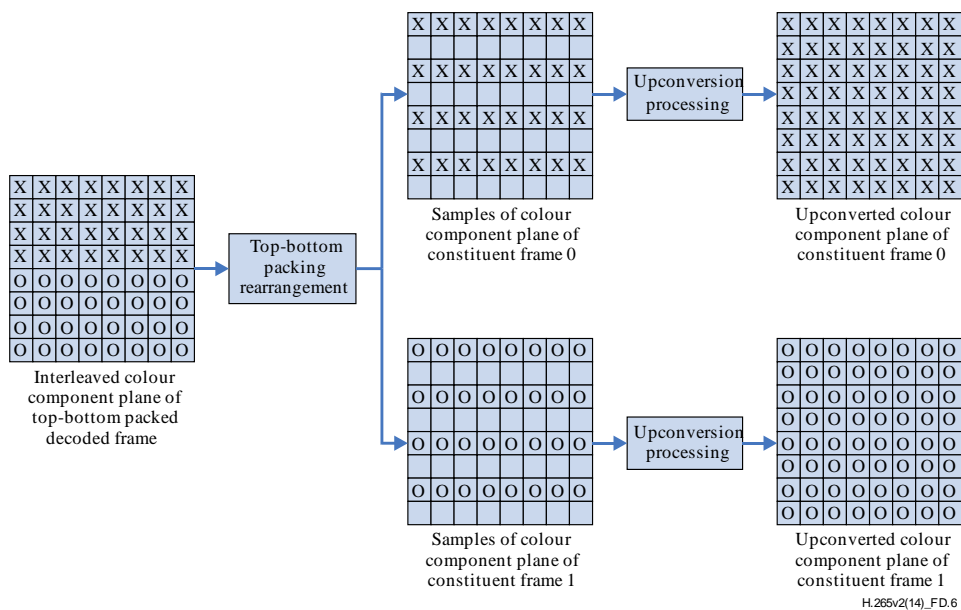 X X X X X X X X
X X X X X X X X
X X X X X X X X
X X X X X X X X
Samples of colour
component plane of
constituent frame 0
Upconversion
processing
X X X X X X X X
X X X X X X X X
X X X X X X X X
X X X X X X X X
X X X X X X X X
X X X X X X X X
X X X X X X X X
X X X X X X X X
Upconverted colour
component plane of
constituent frame 0
X X X X X X X X
X X X X X X X X
X X X X X X X X
X X X X X X X X
O O O O O O O O
O O O O O O O O
O O O O O O O O
O O O O O O O O
Interleaved colour
component plane of
top-bottom packed
decoded frame
Top-bottom
packing
rearrangement
O O O O O O O O
O O O O O O O O
O O O O O O O O
O O O O O O O O
Samples of colour
component plane of
constituent frame 1
Upconversion
processing
O O O O O O O O
O O O O O O O O
O O O O O O O O
O O O O O O O O
O O O O O O O O
O O O O O O O O
O O O O O O O O
O O O O O O O O
Upconverted colour
component plane of
constituent frame 1
H.265v2(14)_FD.6